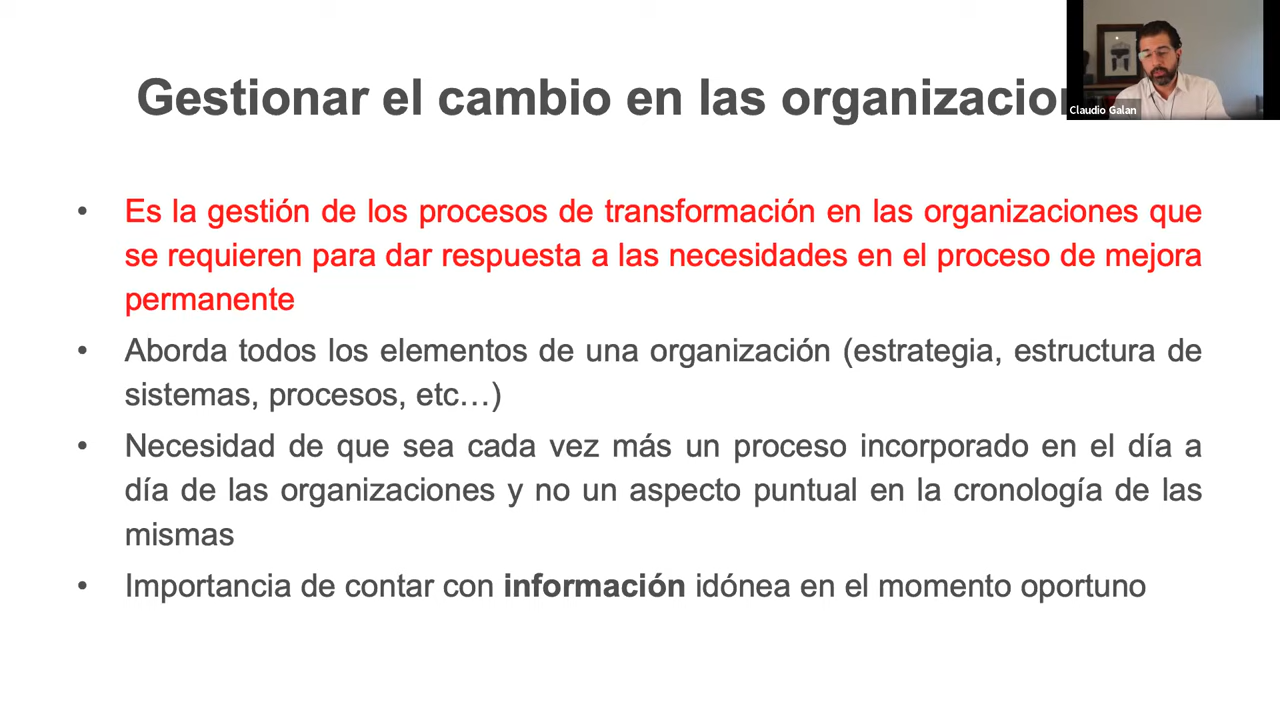 Gestionar el cambio en las organizacion
Claudio Galan
• Es la gestión de los procesos de transformación en las organizaciones que
se requieren para dar respuesta a las necesidades en el proceso de mejora
permanente
• Aborda todos los elementos de una organización (estrategia, estructura de
sistemas, procesos, etc…)
• Necesidad de que sea cada vez más un proceso incorporado en el día a
día de las organizaciones y no un aspecto puntual en la cronología de las
mismas
• Importancia de contar con información idónea en el momento oportuno